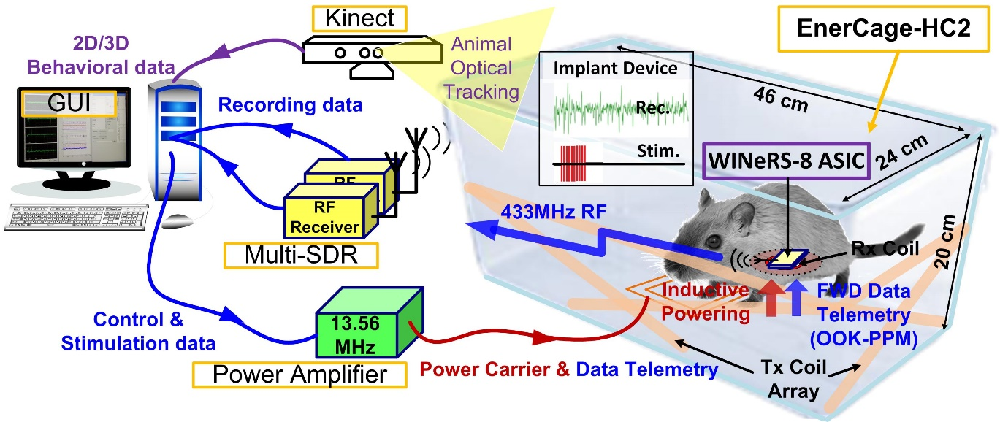 Kinect
EnerCage-HC2
2D/3D
Behavioral data
Animal
Optical
Tracking
Implant Device
Rec.
Stim.
46 cm
24 cm
20 cm
GUI
Recording data
WINeRS-8 ASIC
RF
RF
Receiver
Multi-SDR
433MHz RF
Rx Coil
Inductive
Powering
FWD Data
Telemetry
(OOK-PPM)
Control &
Stimulation data
13.56
MHz
Power Amplifier
Power Carrier & Data Telemetry
Tx Coil
Array